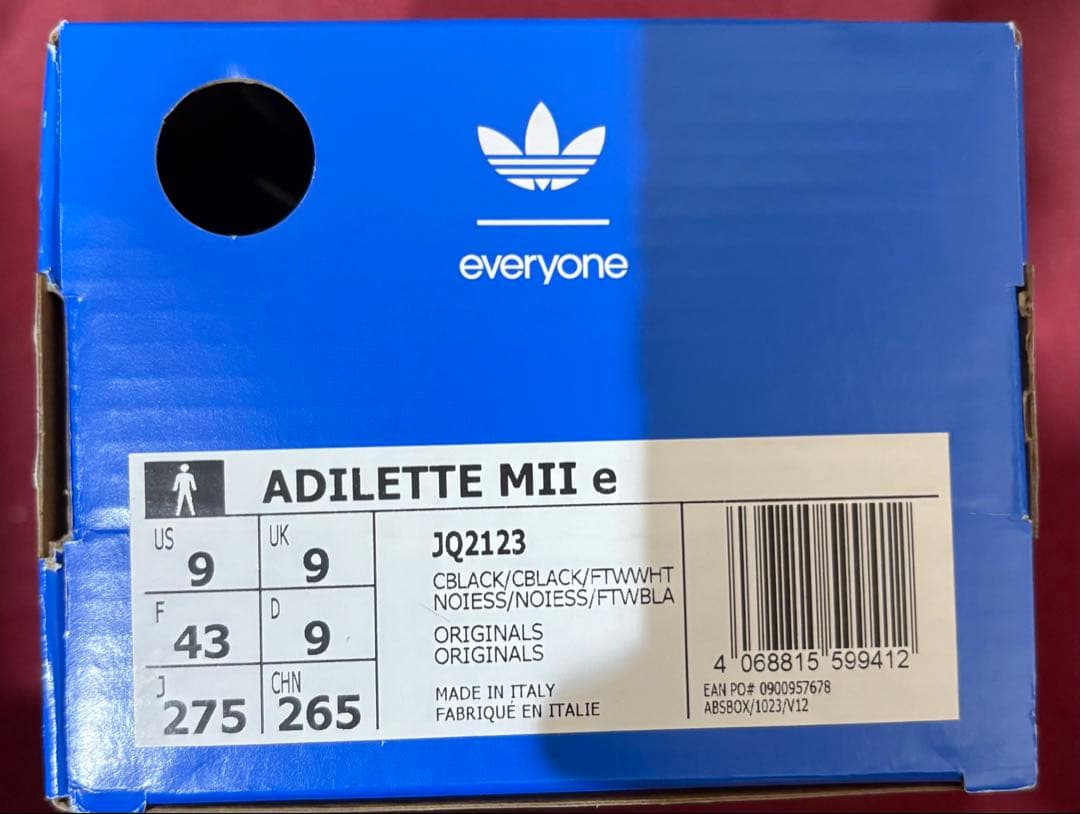 everyone
ADILETTE MII e
US
9
UK
9
F
43
D
9
J
275
CHN
265
JQ2123
CBLACK/CBLACK/FTWWHT
NOIESS/NOIESS/FTWBLA
ORIGINALS
ORIGINALS
MADE IN ITALY
FABRIQUÉ EN ITALIE
4 068815 599412
EAN PO# 0900957678
ABSBOX/1023/V12